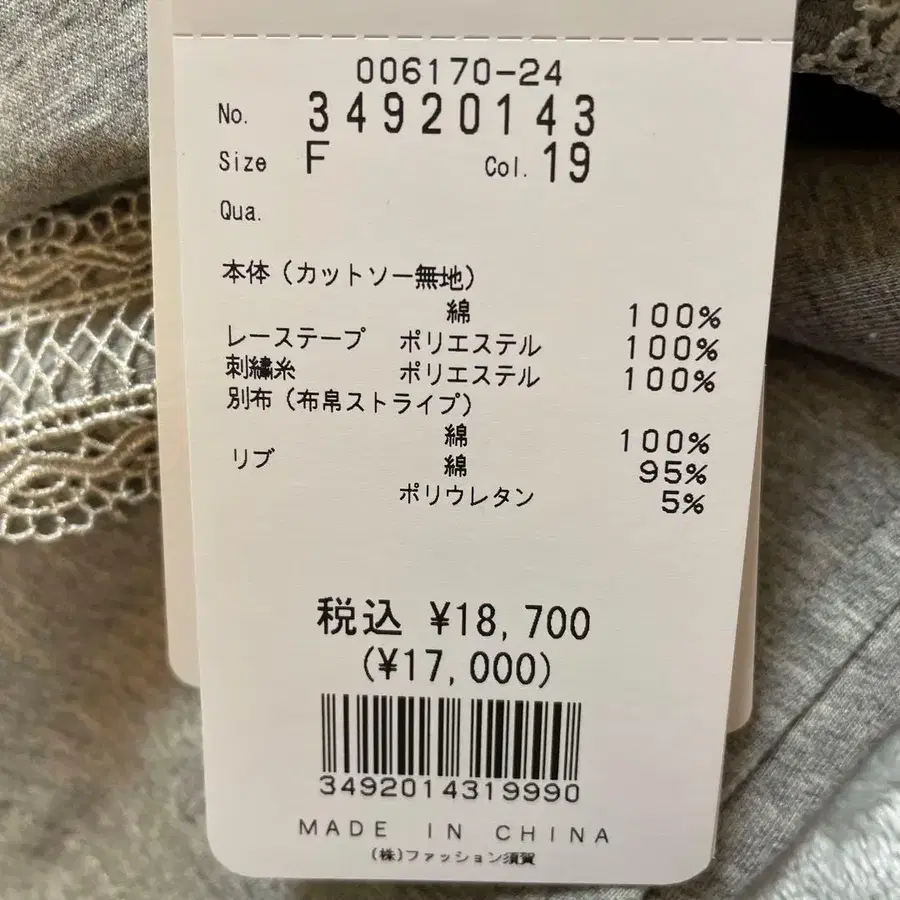 006170-24
No. 34920143
Size F Col. 19
Qua.
本体(カットソー無地)
綿 100%
レーステープ ポリエステル 100%
刺繍糸 ポリエステル 100%
別布(布帛ストライプ)
綿 100%
リブ 綿 95%
ポリウレタン 5%
税込 ¥18,700
(¥17,000)
3492014319990
MADE IN CHINA
(株)ファッション須賀